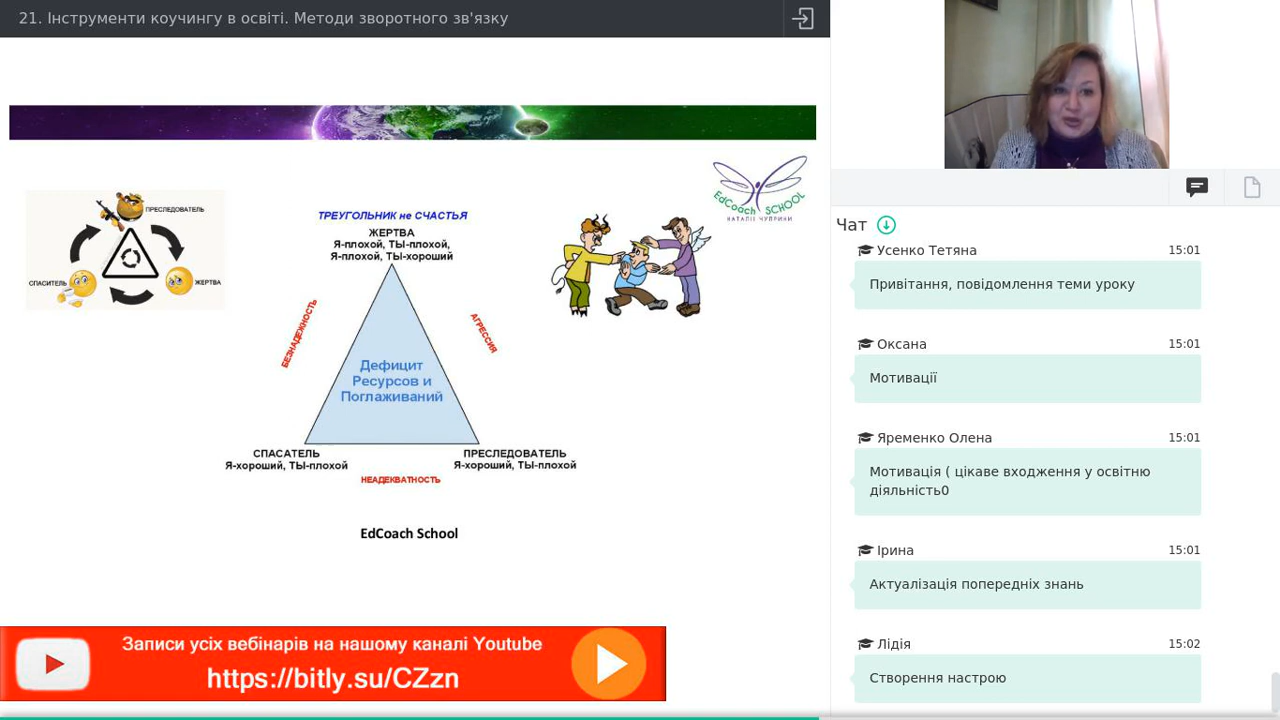 21. Інструменти коучингу в освіті. Методи зворотного зв'язку
ПРЕСЛЕДОВАТЕЛЬ
СПАСИТЕЛЬ
ЖЕРТВА
ТРЕУГОЛЬНИК не СЧАСТЬЯ
ЖЕРТВА
Я-плохой, ТЫ-плохой,
Я-плохой, ТЫ-хороший
БЕЗНАДЕЖНОСТЬ
АГРЕССИЯ
Дефицит
Ресурсов и
Поглаживаний
СПАСАТЕЛЬ
Я-хороший, ТЫ-плохой
ПРЕСЛЕДОВАТЕЛЬ
Я-хороший, ТЫ-плохой
НЕАДЕКВАТНОСТЬ
EdCoach SCHOOL
НАТАЛІЇ ЧУПРИНИ
EdCoach School
Записи усіх вебінарів на нашому каналі Youtube
https://bitly.su/CZzn
Чат
Усенко Тетяна 15:01
Привітання, повідомлення теми уроку
Оксана 15:01
Мотивації
Яременко Олена 15:01
Мотивація ( цікаве входження у освітню
діяльність0
Ірина 15:01
Актуалізація попередніх знань
Лідія 15:02
Створення настрою